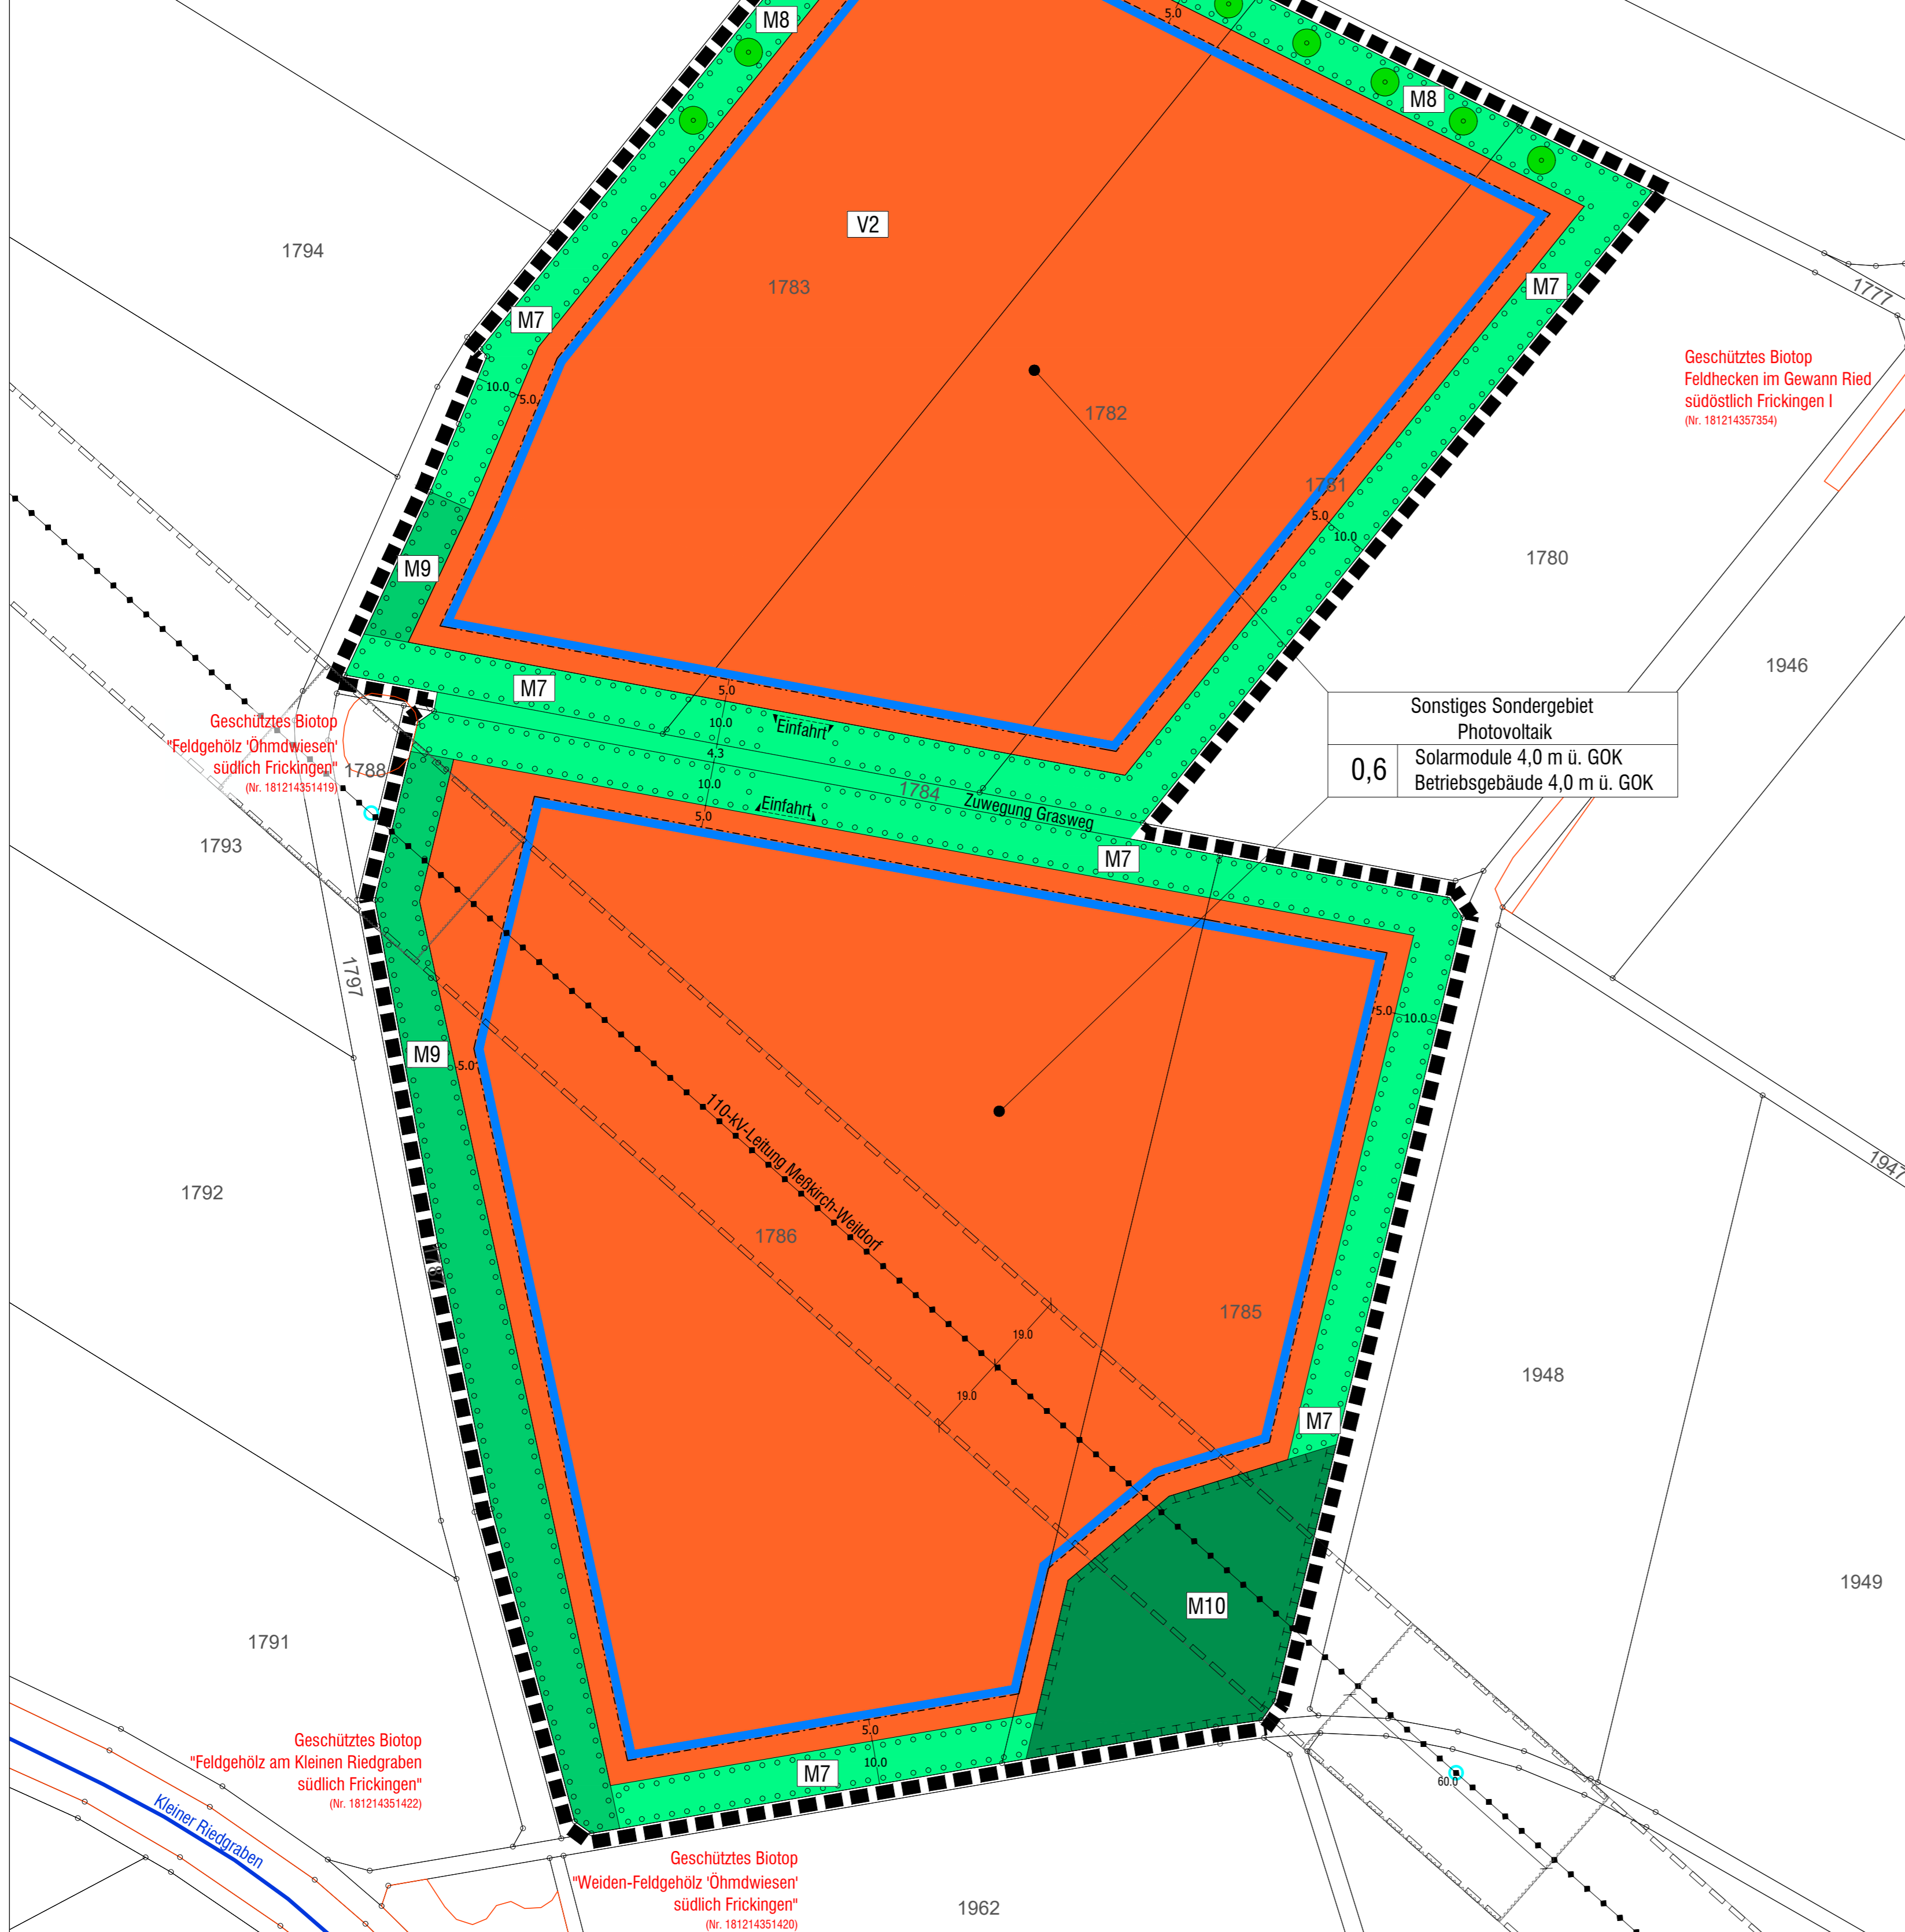 M8
5.0
M8
V2
1794
1783
M7
1777
M7
Geschütztes Biotop
Feldhecken im Gewann Ried
südöstlich Frickingen I
(Nr. 181214357354)
10.0
5.0
1782
1781
5.0
10.0
1780
M9
1946
M7
5.0
10.0
Einfahrt
4.3
10.0
1784
Zuwegung Grasweg
Einfahrt
5.0
M7
Sonstiges Sondergebiet
Photovoltaik
0,6
Solarmodule 4,0 m ü. GOK
Betriebsgebäude 4,0 m ü. GOK
Geschütztes Biotop
"Feldgehölz 'Öhmdwiesen'
südlich Frickingen"
(Nr. 181214351419)
1788
1793
1797
5.0
10.0
M9
5.0
110-kV-Leitung Meßkirch-Weildorf
1947
1792
1786
1785
19.0
19.0
1948
M7
1949
M10
1791
5.0
10.0
M7
60.0
Geschütztes Biotop
"Feldgehölz am Kleinen Riedgraben
südlich Frickingen"
(Nr. 181214351422)
Kleiner Riedgraben
Geschütztes Biotop
"Weiden-Feldgehölz 'Öhmdwiesen'
südlich Frickingen"
(Nr. 181214351420)
1962